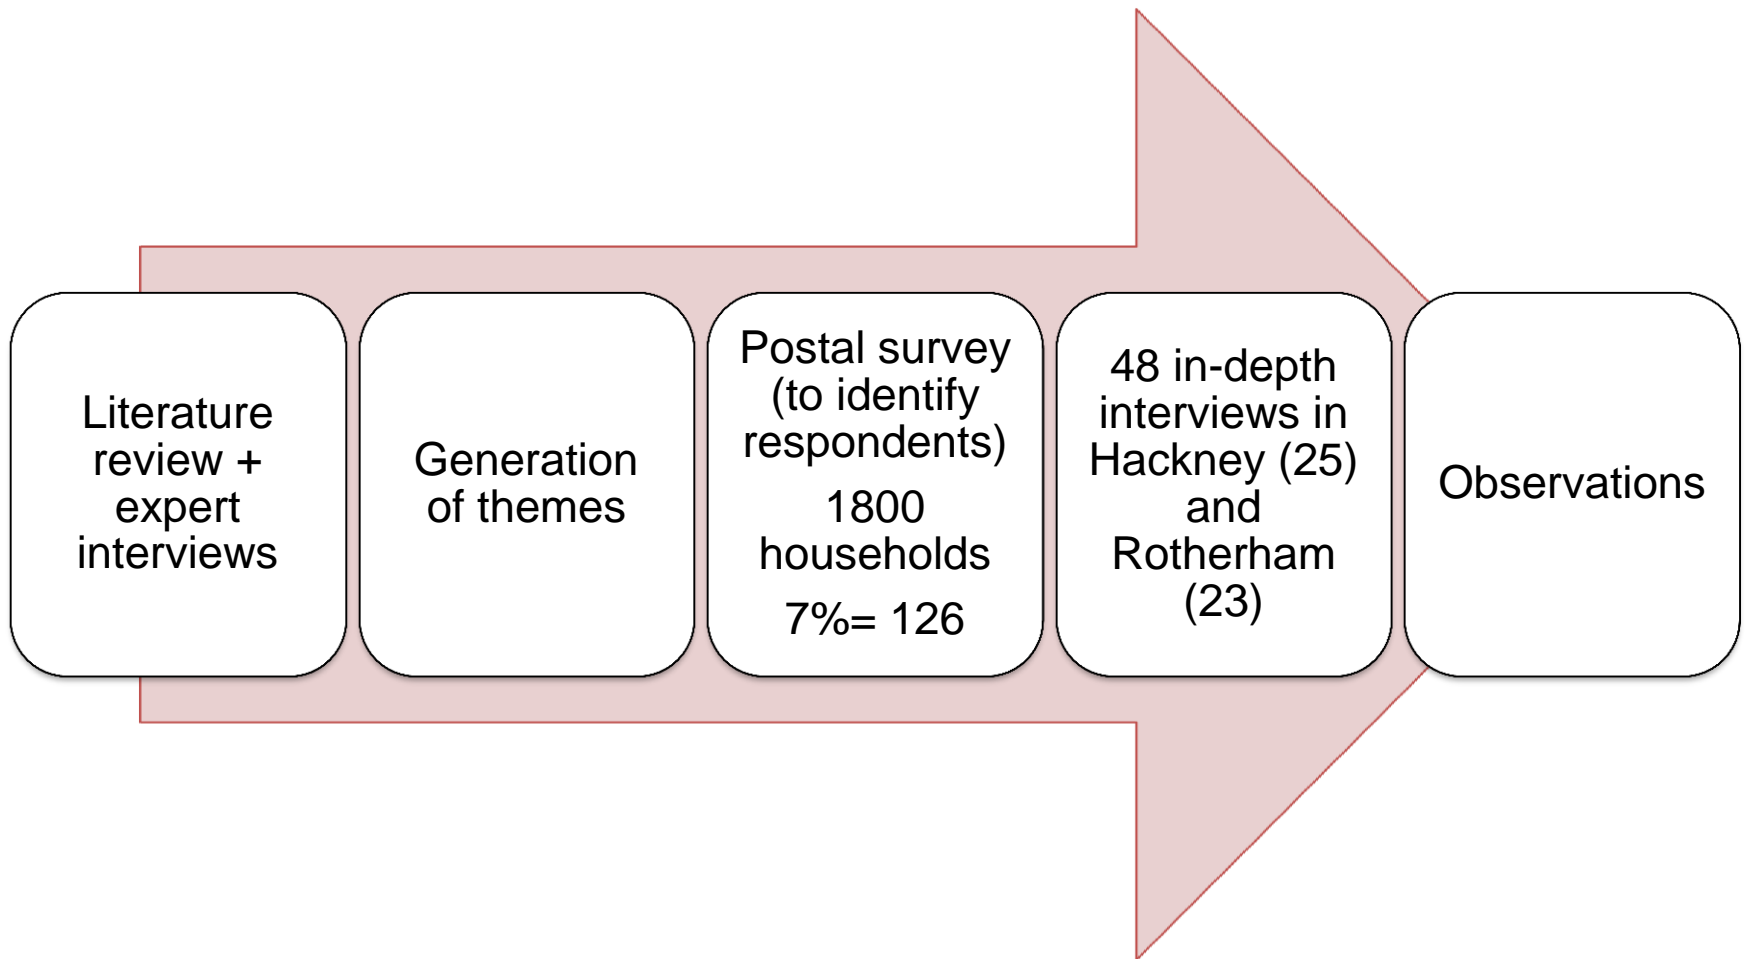 Literature
review +
expert
interviews
Generation
of themes
Postal survey
(to identify
respondents)
1800
households
7%= 126
48 in-depth
interviews in
Hackney (25)
and
Rotherham
(23)
Observations